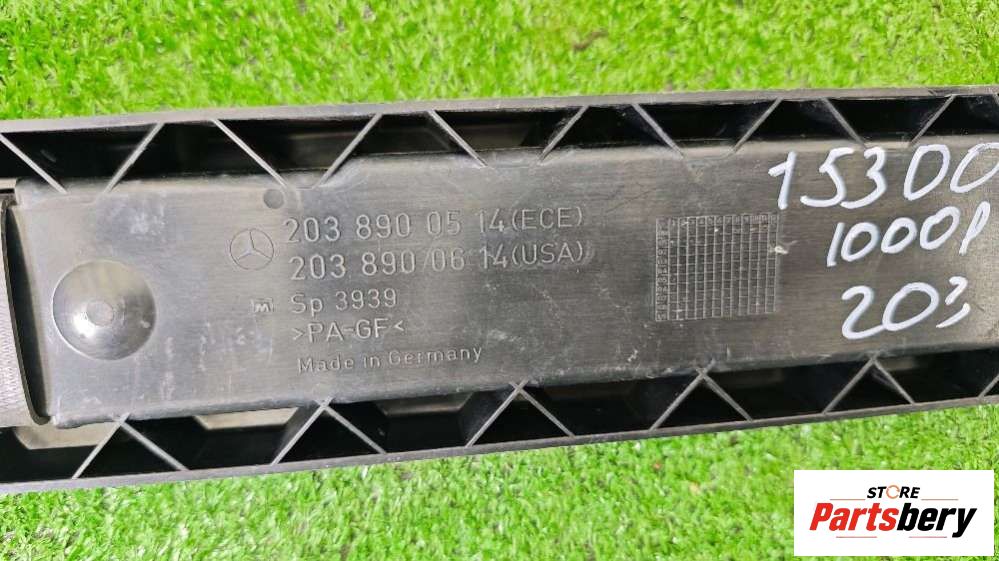 203 890 05 14(ECE)
203 890 06 14(USA)
Sp 3939
>PA-GF<
Made in Germany
15300
1000р
203
STORE
Partsbery